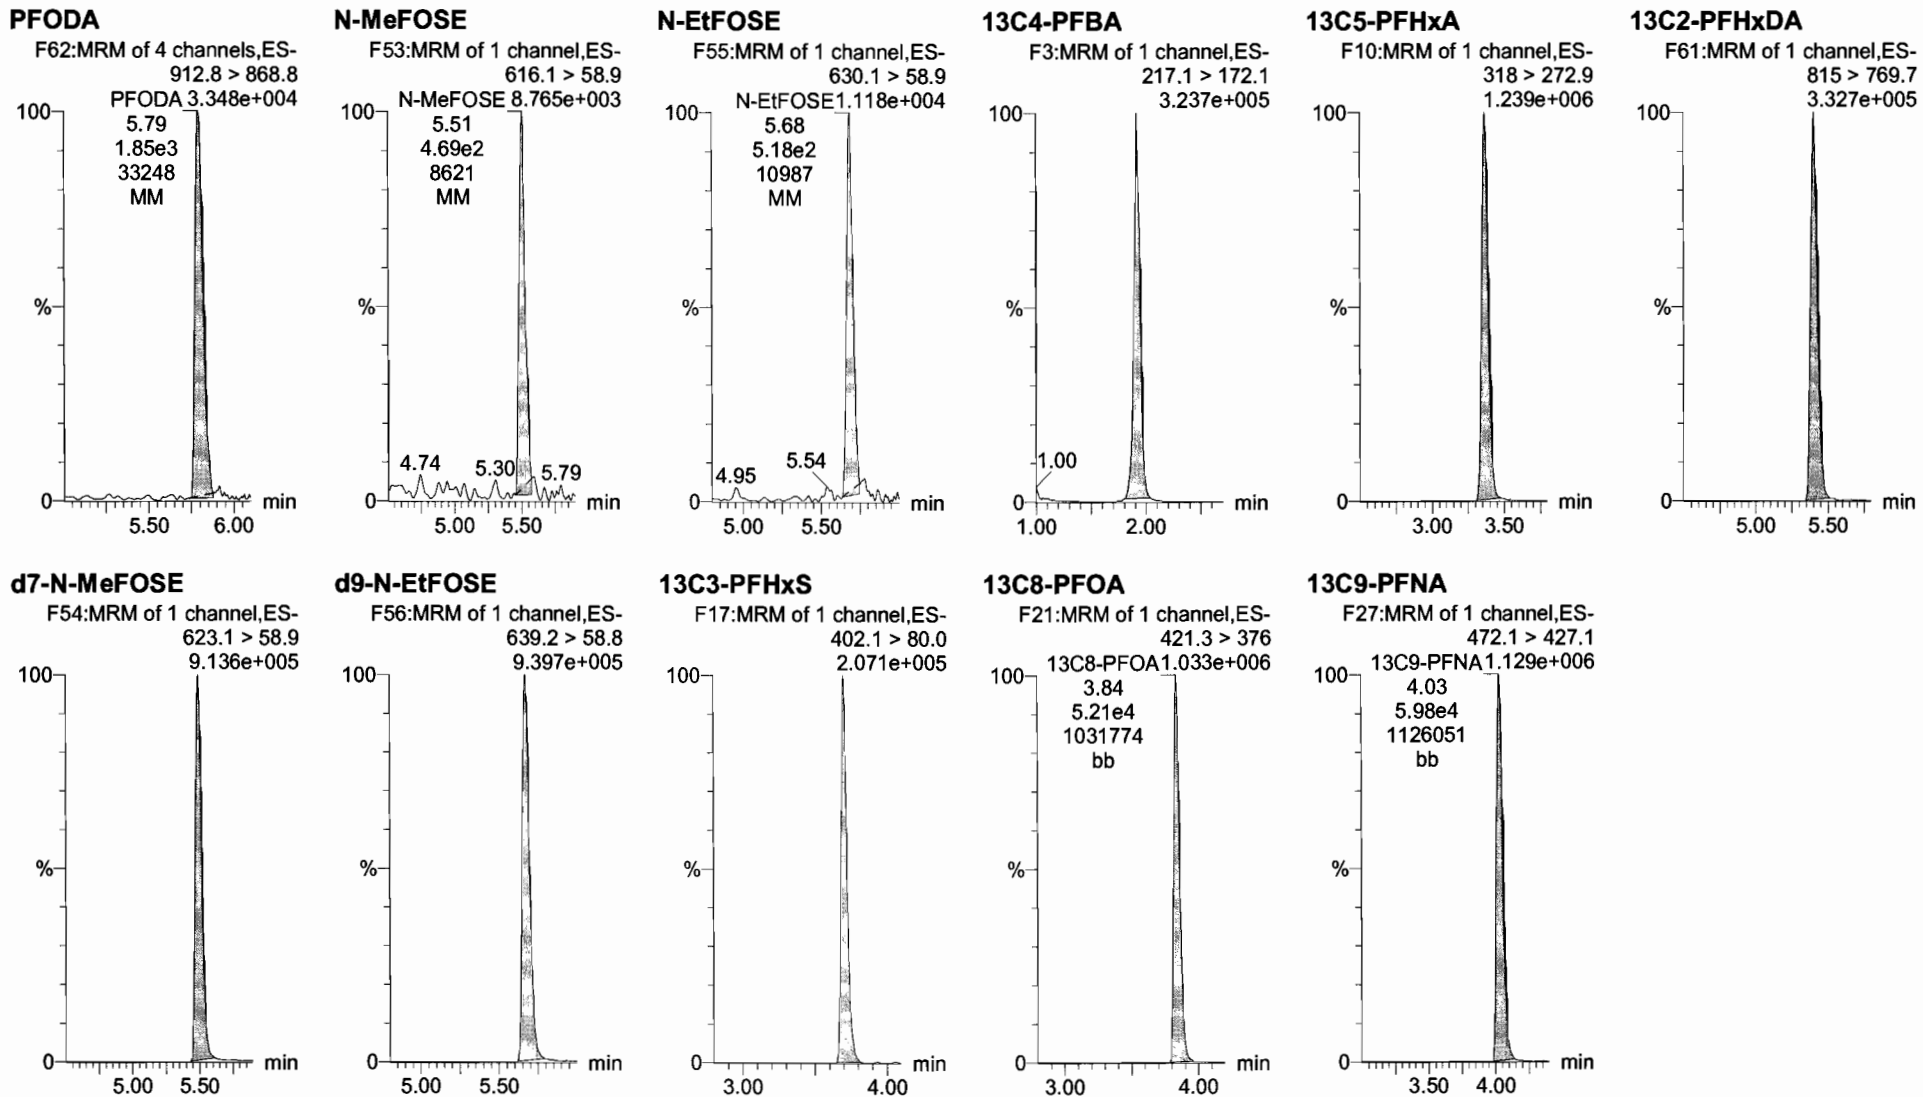 PFODA
F62:MRM of 4 channels,ES-
912.8 > 868.8
PFODA 3.348e+004
100
5.79
1.85e3
33248
MM
%
0
min
5.50 6.00
N-MeFOSE
F53:MRM of 1 channel,ES-
616.1 > 58.9
N-MeFOSE 8.765e+003
100
5.51
4.69e2
8621
MM
%
4.74
5.30
5.79
0
min
5.00 5.50
N-EtFOSE
F55:MRM of 1 channel,ES-
630.1 > 58.9
N-EtFOSE1.118e+004
100
5.68
5.18e2
10987
MM
%
4.95
5.54
0
min
5.00 5.50
13C4-PFBA
F3:MRM of 1 channel,ES-
217.1 > 172.1
3.237e+005
100
%
1.00
0
min
1.00 2.00
13C5-PFHxA
F10:MRM of 1 channel,ES-
318 > 272.9
1.239e+006
100
%
0
min
3.00 3.50
13C2-PFHxDA
F61:MRM of 1 channel,ES-
815 > 769.7
3.327e+005
100
%
0
min
5.00 5.50
d7-N-MeFOSE
F54:MRM of 1 channel,ES-
623.1 > 58.9
9.136e+005
100
%
0
min
5.00 5.50
d9-N-EtFOSE
F56:MRM of 1 channel,ES-
639.2 > 58.8
9.397e+005
100
%
0
min
5.00 5.50
13C3-PFHxS
F17:MRM of 1 channel,ES-
402.1 > 80.0
2.071e+005
100
%
0
min
3.00 4.00
13C8-PFOA
F21:MRM of 1 channel,ES-
421.3 > 376
13C8-PFOA1.033e+006
100
3.84
5.21e4
1031774
bb
%
0
min
3.00 4.00
13C9-PFNA
F27:MRM of 1 channel,ES-
472.1 > 427.1
13C9-PFNA1.129e+006
100
4.03
5.98e4
1126051
bb
%
0
min
3.50 4.00